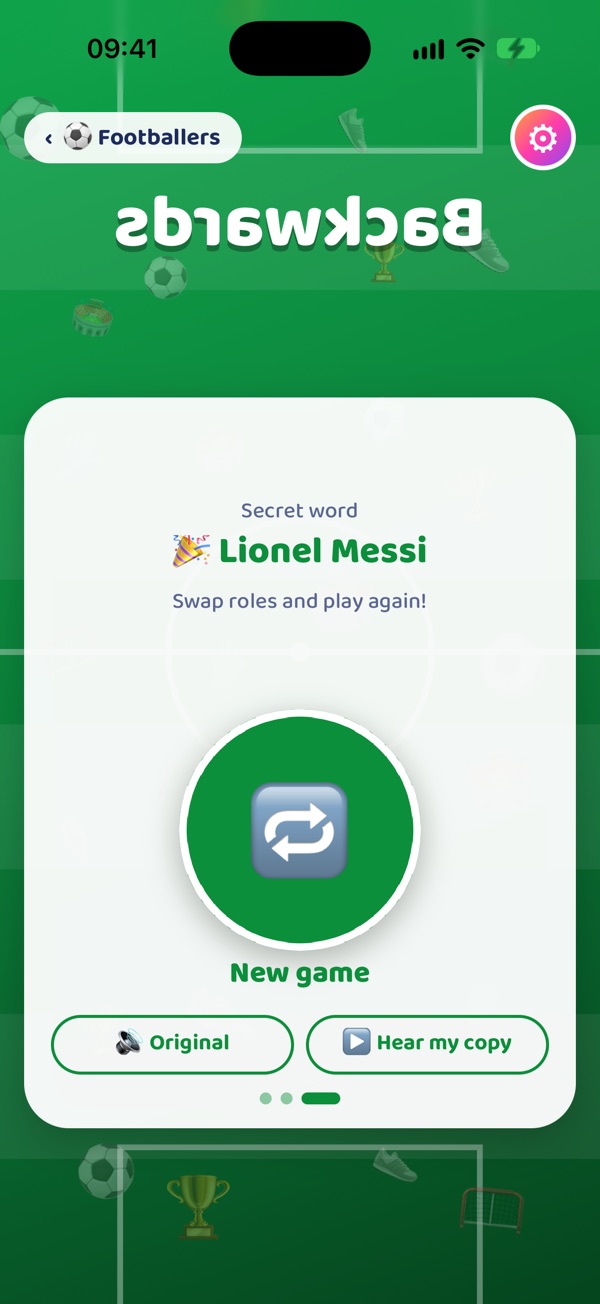 09:41
‹ ⚽ Footballers
Backwards
Secret word
🎉 Lionel Messi
Swap roles and play again!
New game
🔊 Original
▶️ Hear my copy